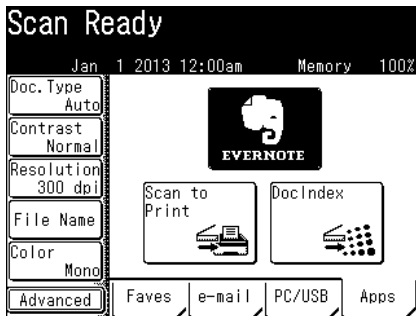 Scan Ready
Jan 1 2013 12:00am Memory 100%
Doc.Type
Auto
Contrast
Normal
Resolution
300 dpi
File Name
Color
Mono
Advanced
EVERNOTE
Scan to
Print
DocIndex
Faves
e-mail
PC/USB
Apps